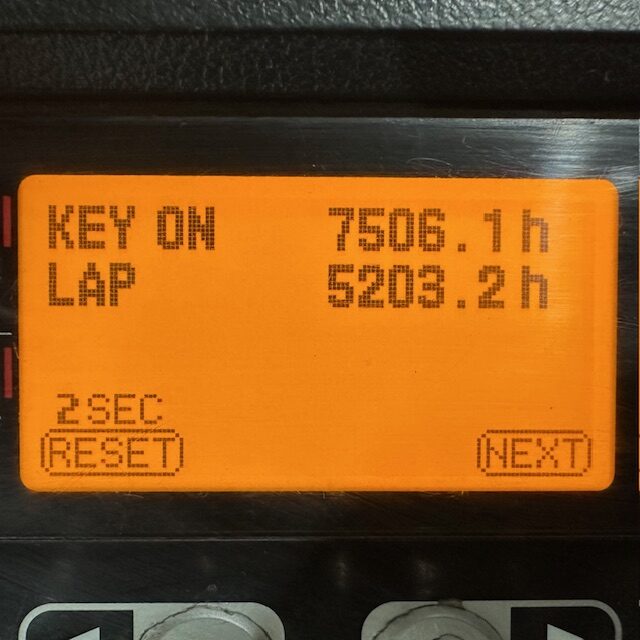 KEY ON 7506.1h
LAP 5203.2h
2SEC
RESET NEXT